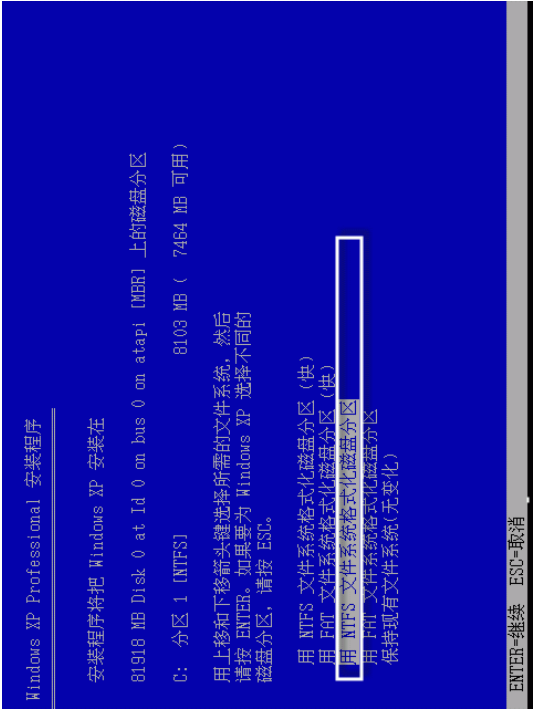 Windows XP Professional 安装程序
安装程序将把 Windows XP 安装在
81918 MB Disk 0 at Id 0 on bus 0 on atapi [MBR] 上的磁盘分区
C: 分区 1 [NTFS] 8103 MB ( 7464 MB 可用)
用上移和下移箭头键选择所需的文件系统，然后
请按 ENTER。如果要为 Windows XP 选择不同的
磁盘分区，请按 ESC。
用 NTFS 文件系统格式化磁盘分区（快）
用 FAT 文件系统格式化磁盘分区（快）
用 NTFS 文件系统格式化磁盘分区
用 FAT 文件系统格式化磁盘分区
保持现有文件系统(无变化)
ENTER=继续 ESC=取消